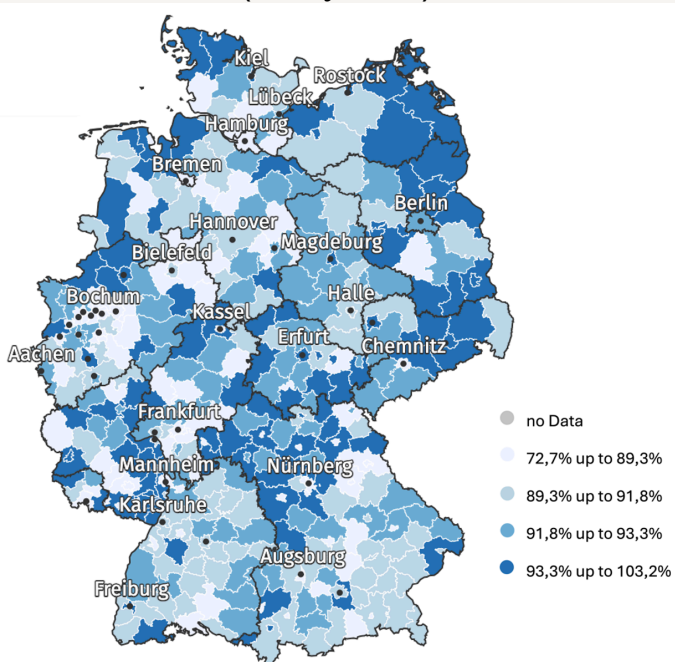 Kiel
Rostock
Lübeck
Hamburg
Bremen
Berlin
Hannover
Magdeburg
Bielefeld
Bochum
Halle
Kassel
Erfurt
Chemnitz
Aachen
Frankfurt
Mannheim
Nürnberg
Karlsruhe
Augsburg
Freiburg
no Data
72,7% up to 89,3%
89,3% up to 91,8%
91,8% up to 93,3%
93,3% up to 103,2%